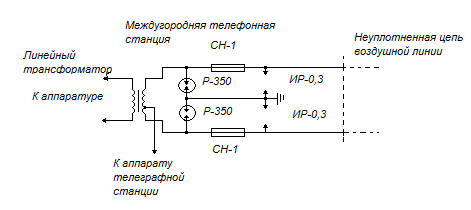 Междугородняя телефонная
станция
Неуплотненная цепь
воздушной линии
СН-1
Линейный
трансформатор
Р-350
ИР-0,3
К аппаратуре
Р-350
ИР-0,3
СН-1
К аппарату
телеграфной
станции